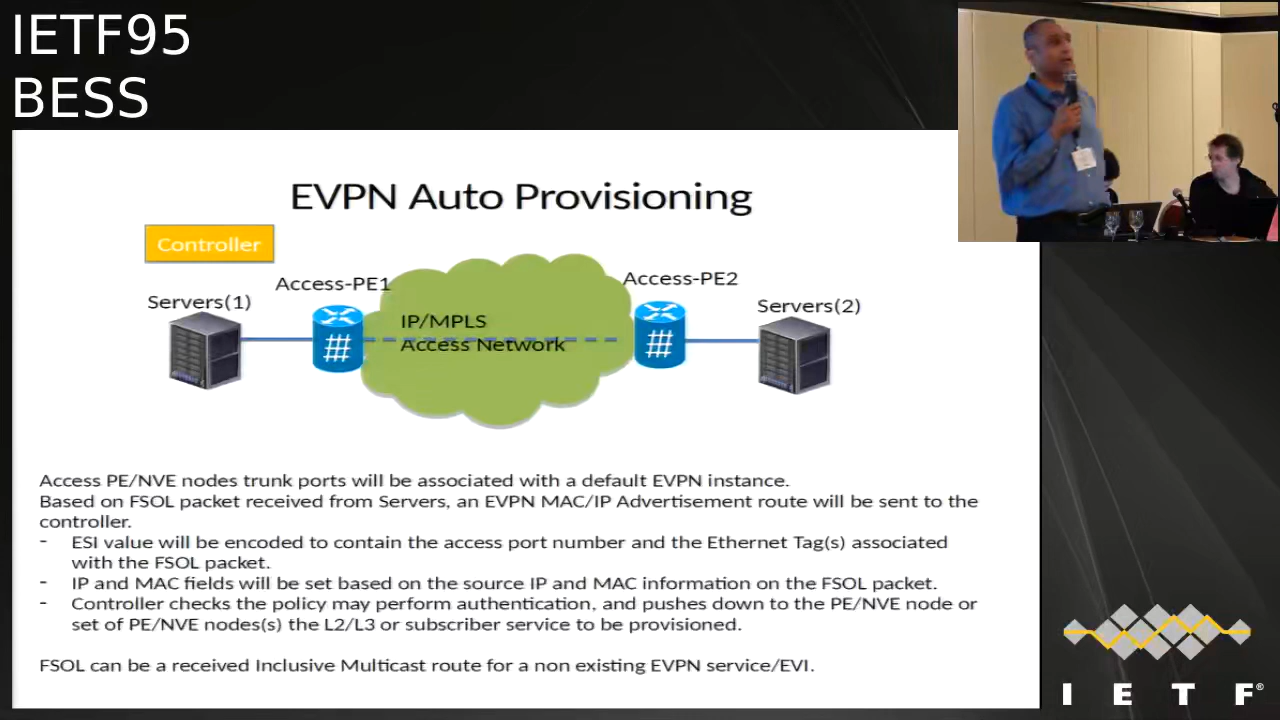 IETF95
BESS
EVPN Auto Provisioning
Controller
Access-PE1
Access-PE2
Servers(1)
Servers(2)
IP/MPLS
Access Network
#
#
Access PE/NVE nodes trunk ports will be associated with a default EVPN instance.
Based on FSOL packet received from Servers, an EVPN MAC/IP Advertisement route will be sent to the
controller.
- ESI value will be encoded to contain the access port number and the Ethernet Tag(s) associated
with the FSOL packet.
- IP and MAC fields will be set based on the source IP and MAC information on the FSOL packet.
- Controller checks the policy may perform authentication, and pushes down to the PE/NVE node or
set of PE/NVE nodes(s) the L2/L3 or subscriber service to be provisioned.
FSOL can be a received Inclusive Multicast route for a non existing EVPN service/EVI.
I E T F®